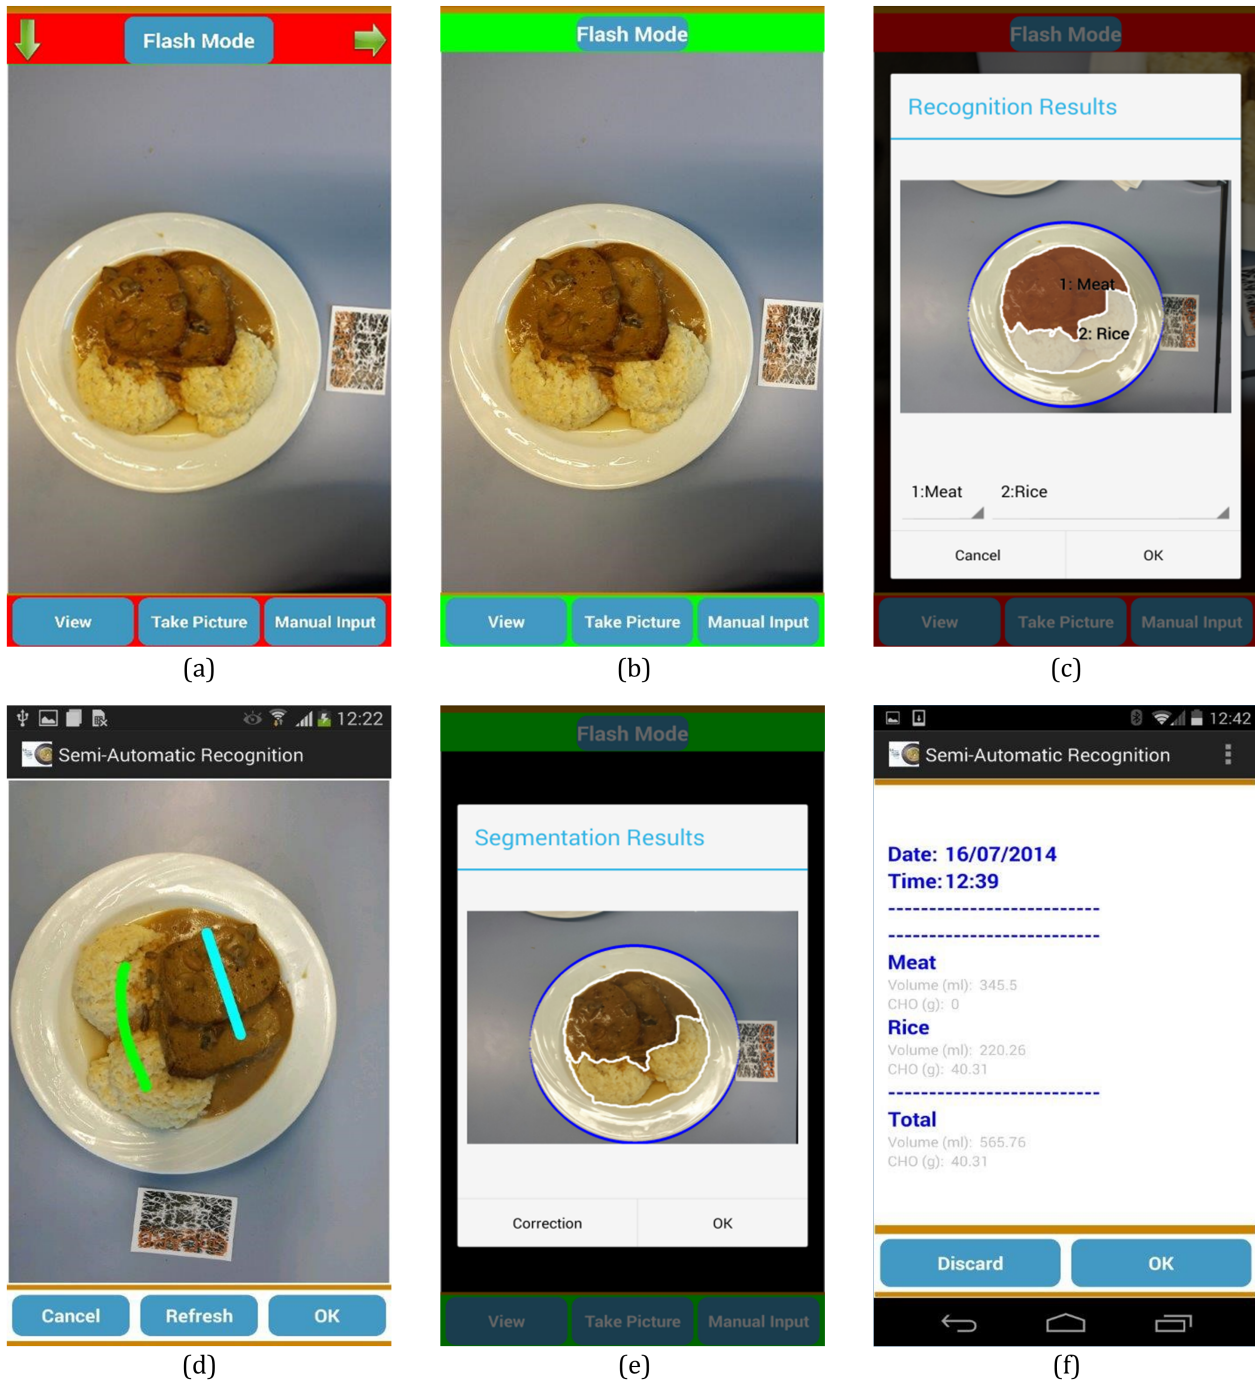 Flash Mode
View Take Picture Manual Input
(a)
Flash Mode
View Take Picture Manual Input
(b)
Flash Mode
Recognition Results
1: Meat
2: Rice
1:Meat 2:Rice
Cancel OK
View Take Picture Manual Input
(c)
12:22
Semi-Automatic Recognition
Cancel Refresh OK
(d)
Flash Mode
Segmentation Results
Correction OK
View Take Picture Manual Input
(e)
12:42
Semi-Automatic Recognition
Date: 16/07/2014
Time: 12:39
--------------------------
--------------------------
Meat
Volume (ml): 345.5
CHO (g): 0
Rice
Volume (ml): 220.26
CHO (g): 40.31
--------------------------
Total
Volume (ml): 565.76
CHO (g): 40.31
Discard OK
(f)